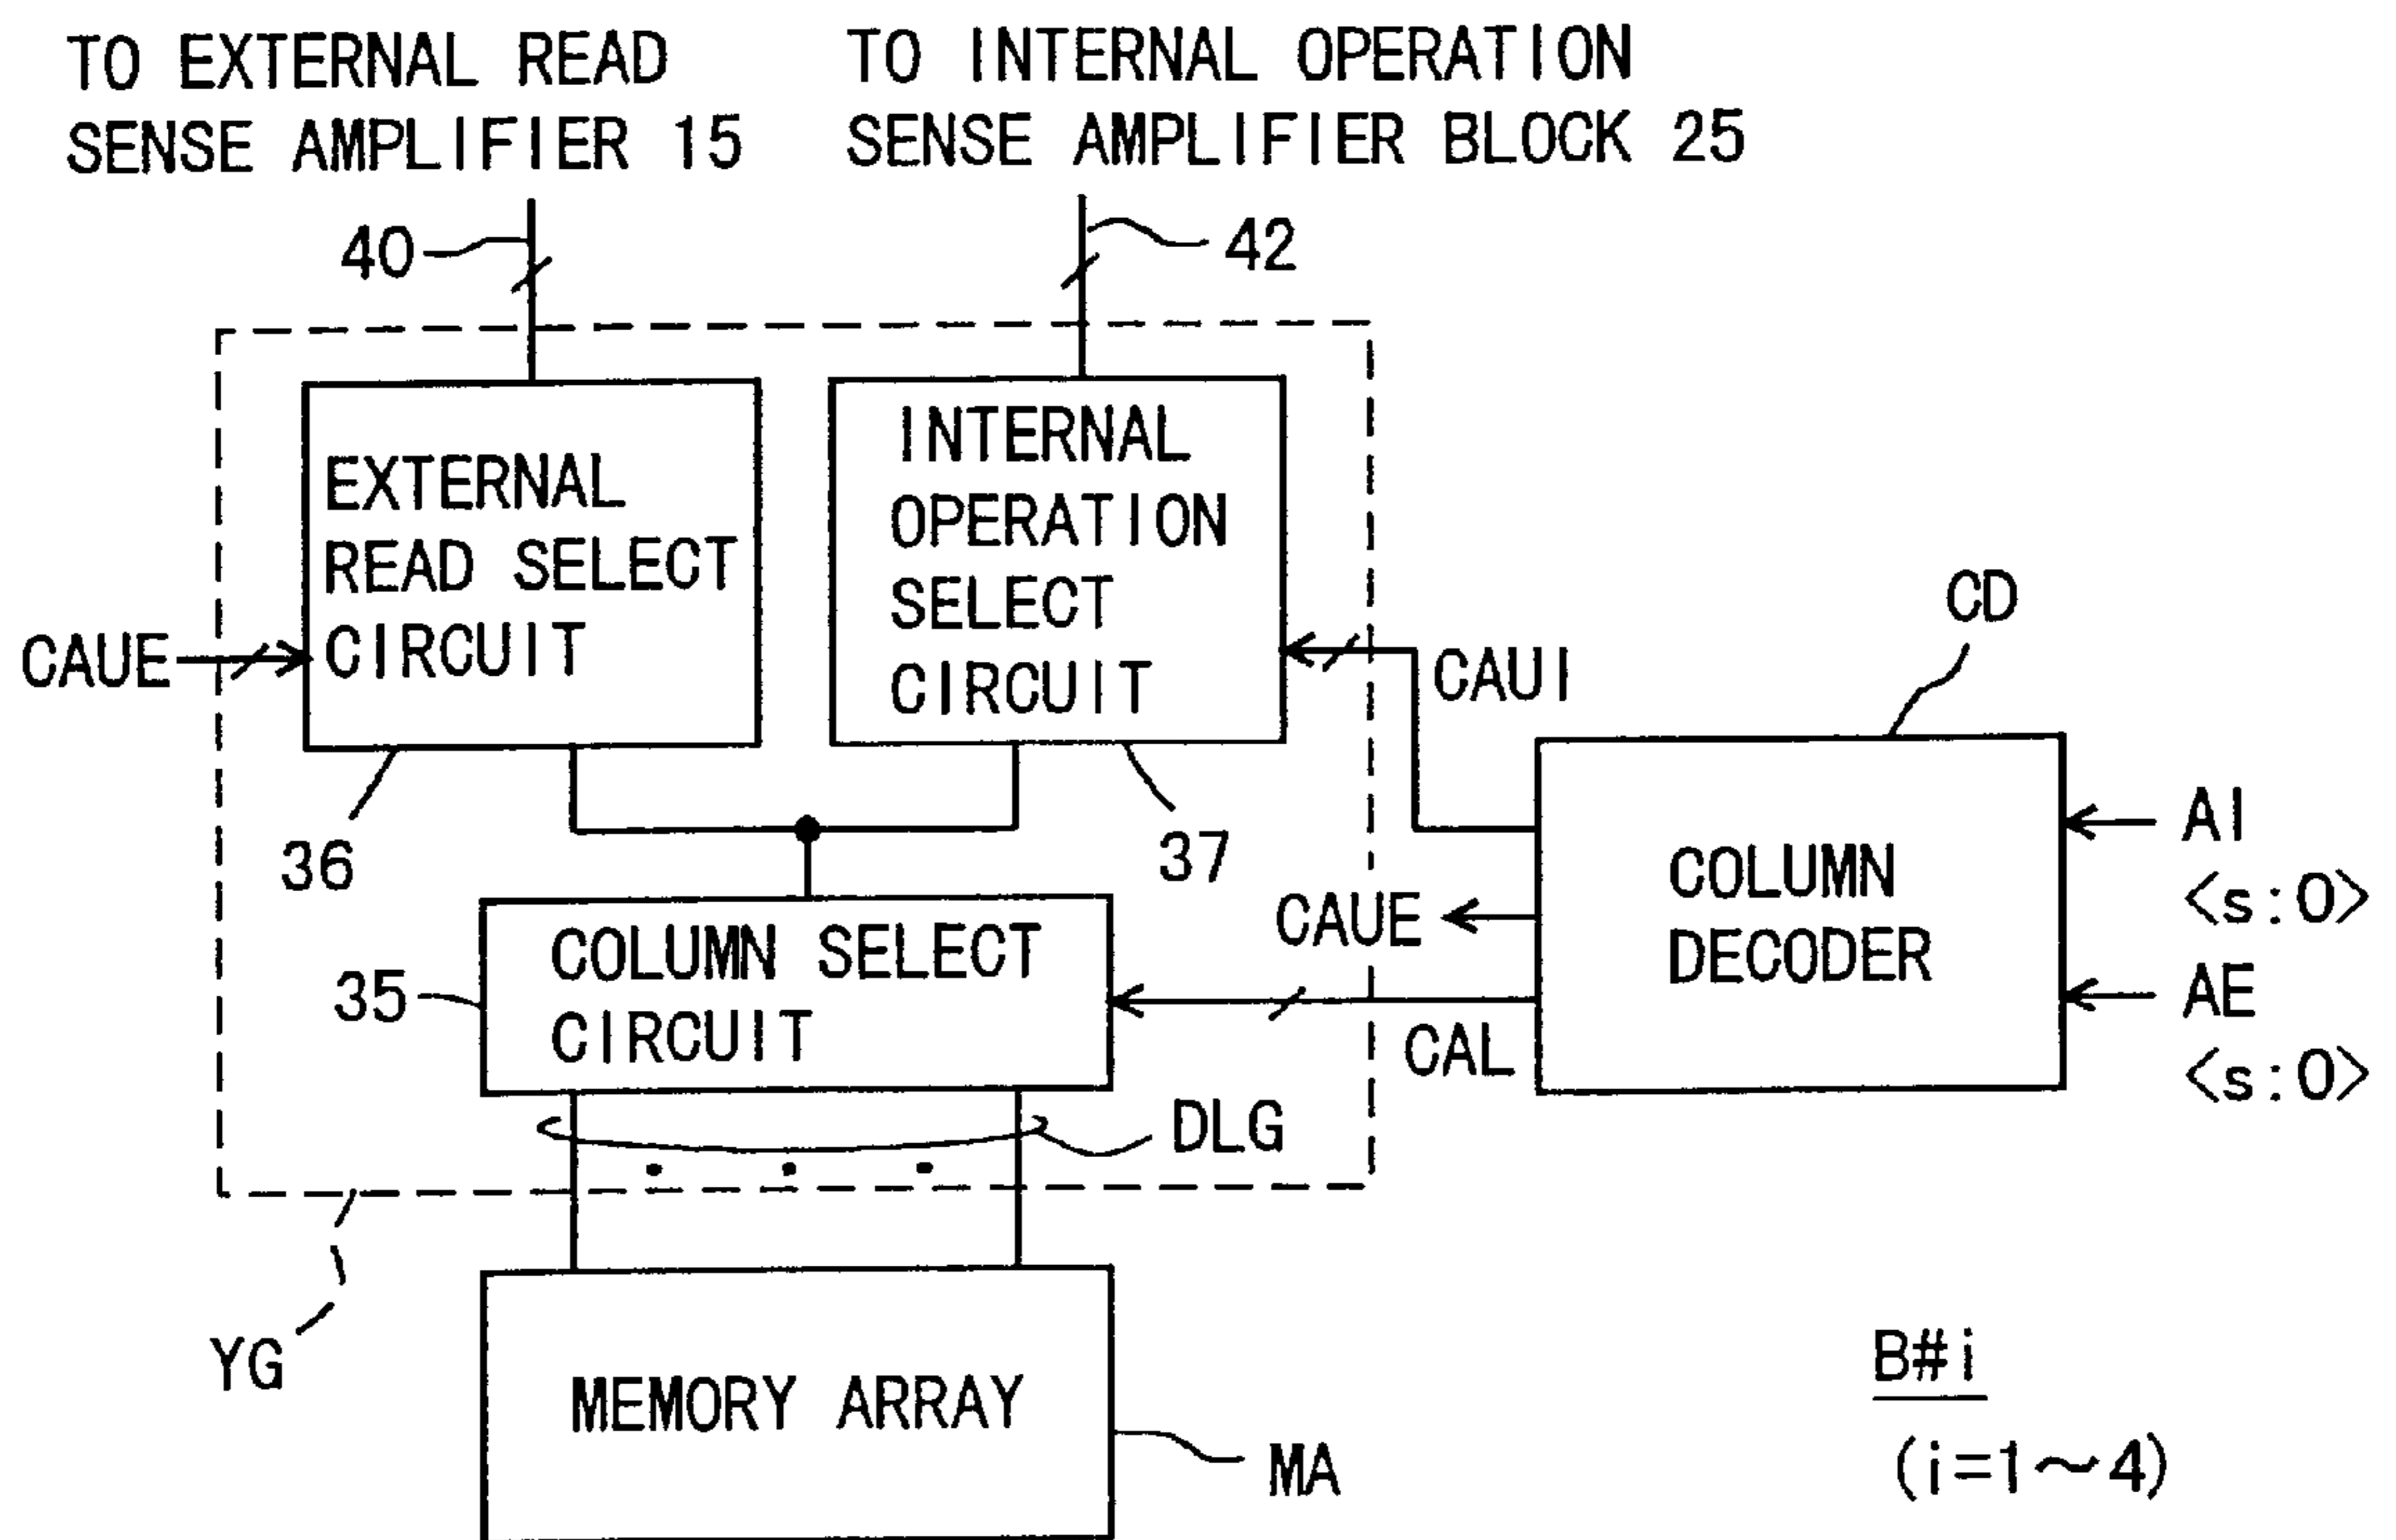 TO EXTERNAL READ
SENSE AMPLIFIER 15
TO INTERNAL OPERATION
SENSE AMPLIFIER BLOCK 25
40
42
EXTERNAL
READ SELECT
CIRCUIT
INTERNAL
OPERATION
SELECT
CIRCUIT
CD
CAUE
CAUI
36
37
AI
<s:0>
COLUMN
DECODER
CAUE
COLUMN SELECT
CIRCUIT
35
AE
<s:0>
CAL
DLG
YG
MEMORY ARRAY
MA
B#i
(i=1~4)